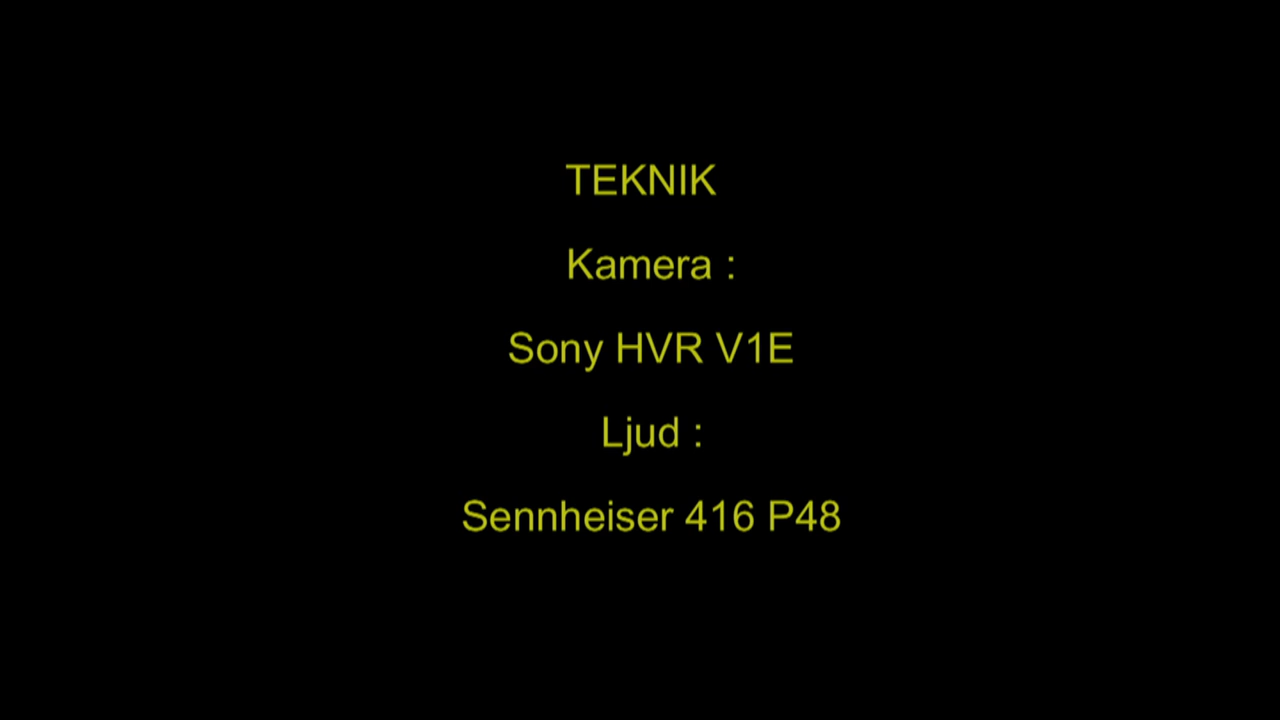 TEKNIK
Kamera :
Sony HVR V1E
Ljud :
Sennheiser 416 P48